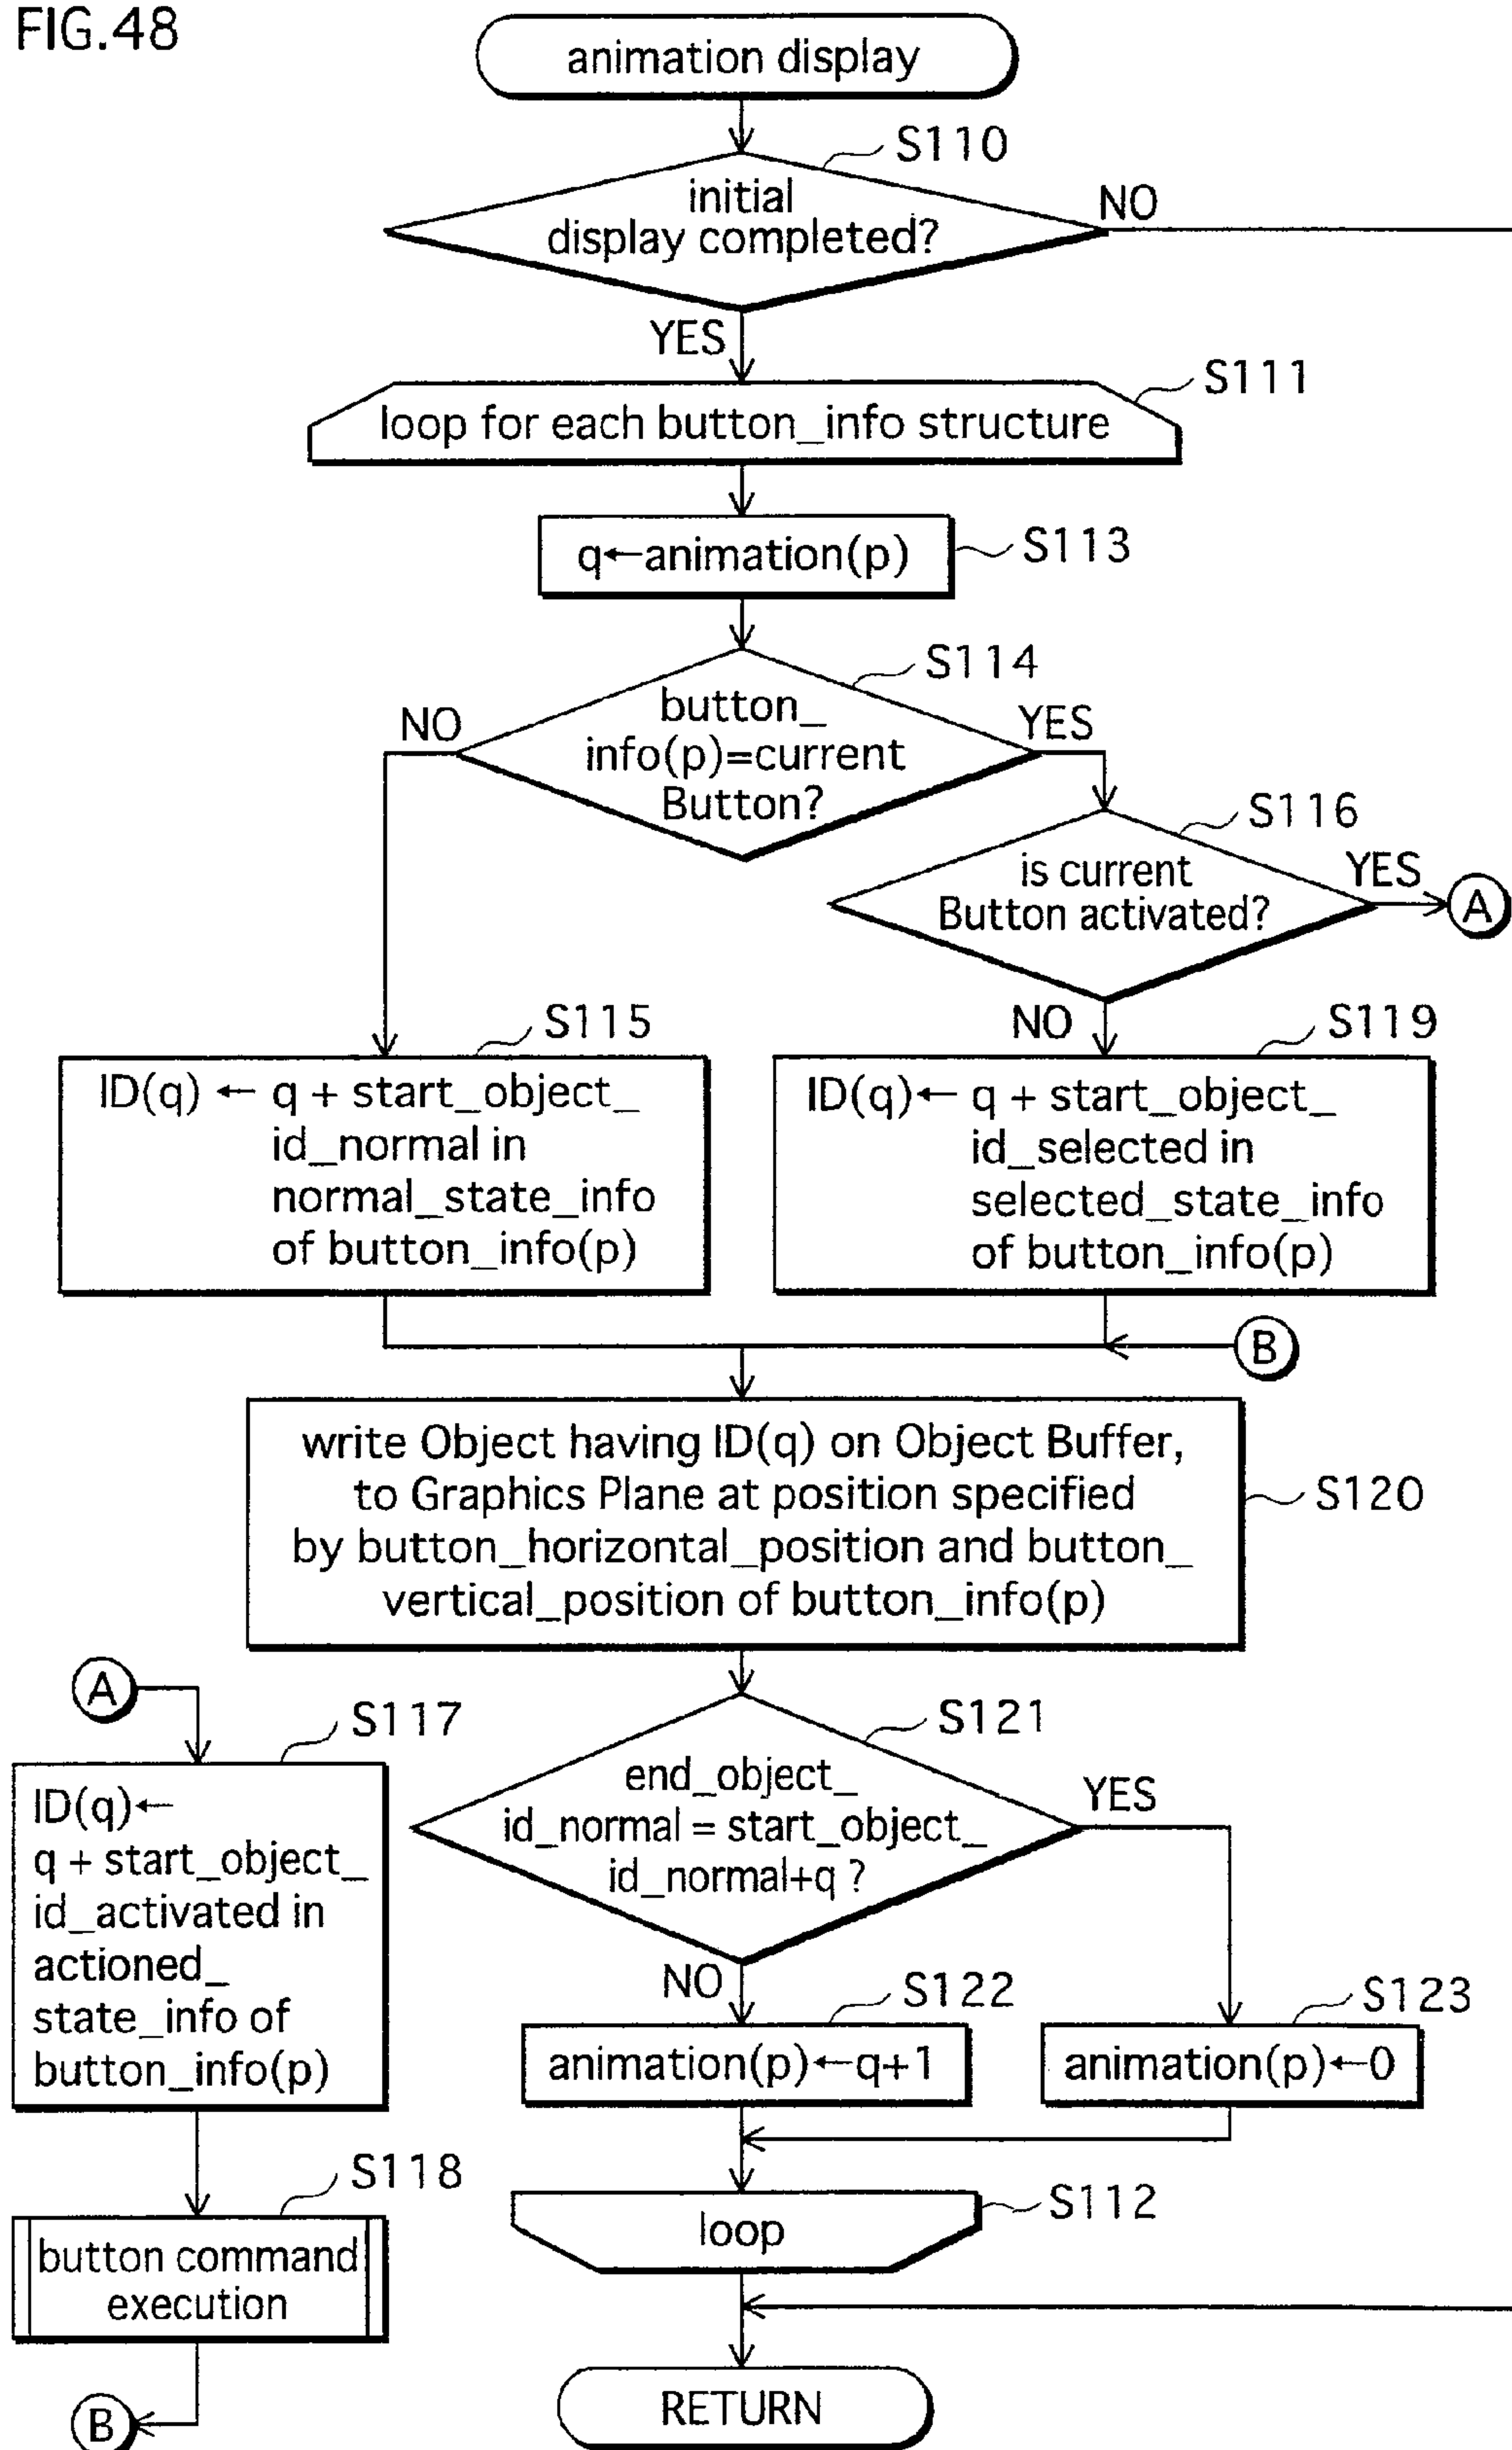 FIG.48
animation display
S110
initial
display completed?
NO
YES
S111
loop for each button_info structure
q←animation(p)
S113
S114
button_
info(p)=current
Button?
NO
YES
S116
is current
Button activated?
YES
A
NO
S115
ID(q) ← q + start_object_
id_normal in
normal_state_info
of button_info(p)
S119
ID(q)← q + start_object_
id_selected in
selected_state_info
of button_info(p)
B
write Object having ID(q) on Object Buffer,
to Graphics Plane at position specified
by button_horizontal_position and button_
vertical_position of button_info(p)
S120
A
S117
ID(q)←
q + start_object_
id_activated in
actioned_
state_info of
button_info(p)
S118
button command
execution
B
S121
end_object_
id_normal = start_object_
id_normal+q ?
YES
NO
S122
animation(p)←q+1
S123
animation(p)←0
S112
loop
RETURN